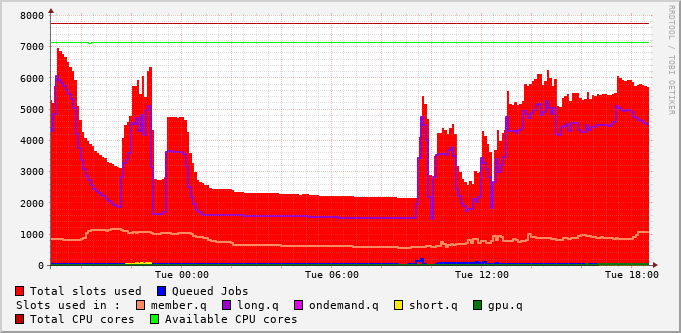 8000
7000
6000
5000
4000
3000
2000
1000
0
Tue 00:00 Tue 06:00 Tue 12:00 Tue 18:00
RRDTOOL / TOBI OETIKER
Total slots used Queued Jobs
Slots used in : member.q long.q ondemand.q short.q gpu.q
Total CPU cores Available CPU cores